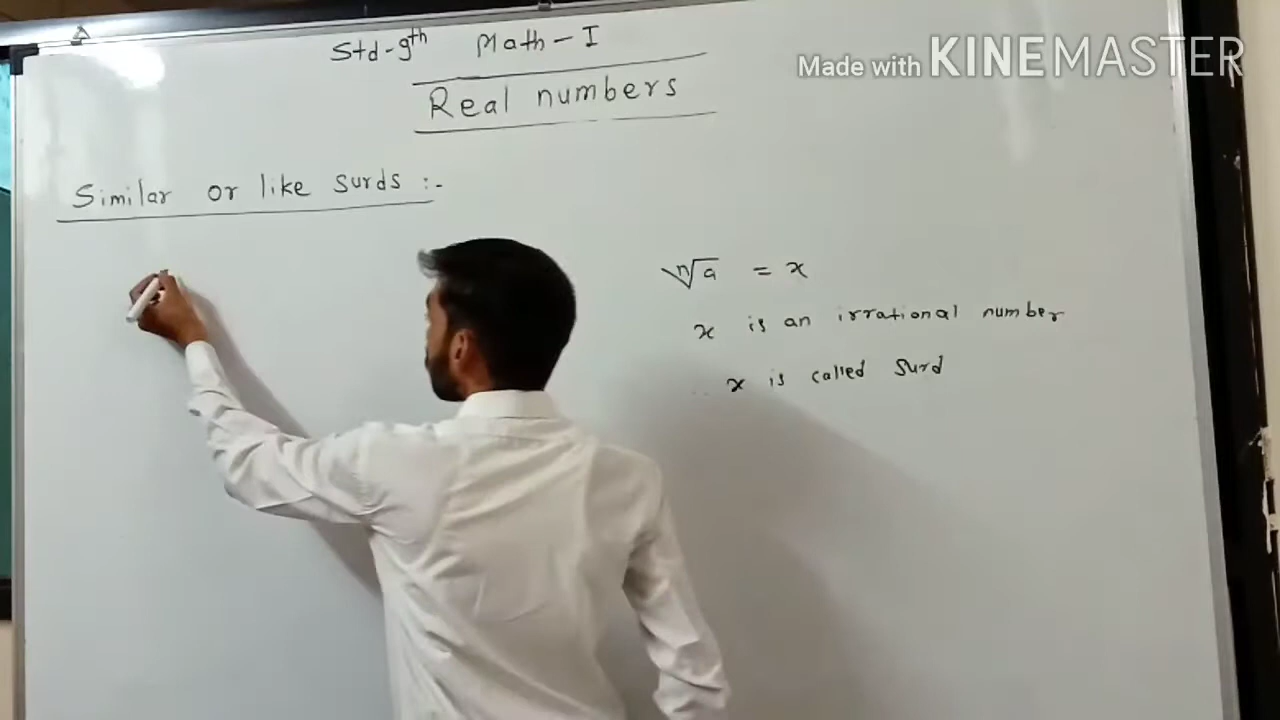 Std-9th Math-I
Made with KINEMASTER
Real numbers
Similar or like surds :-
ⁿ√a = x
x is an irrational number
x is called surd